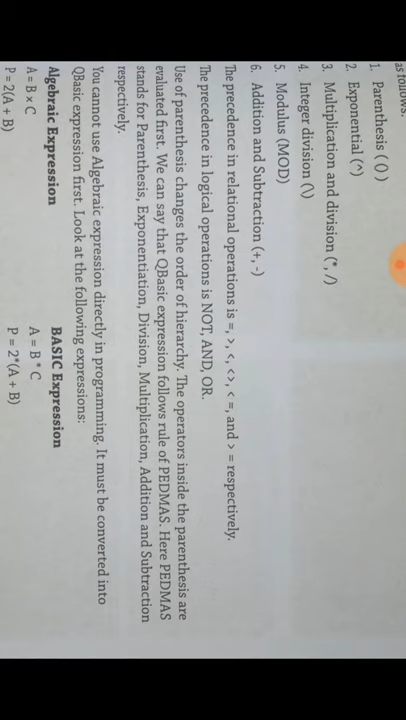 as follows:
1. Parenthesis ( () )
2. Exponential (^)
3. Multiplication and division (*, /)
4. Integer division (\)
5. Modulus (MOD)
6. Addition and Subtraction (+, -)
The precedence in relational operations is =, >, <, <>, < =, and > = respectively.
The precedence in logical operations is NOT, AND, OR.
Use of parenthesis changes the order of hierarchy. The operators inside the parenthesis are
evaluated first. We can say that QBasic expression follows rule of PEDMAS. Here PEDMAS
stands for Parenthesis, Exponentiation, Division, Multiplication, Addition and Subtraction
respectively.
You cannot use Algebraic expression directly in programming. It must be converted into
QBasic expression first. Look at the following expressions:
Algebraic Expression BASIC Expression
A = B x C A = B * C
P = 2(A + B) P = 2*(A + B)